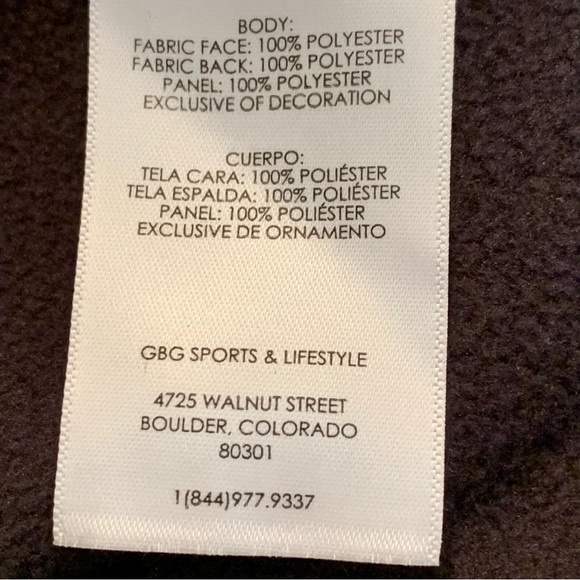 BODY:
FABRIC FACE: 100% POLYESTER
FABRIC BACK: 100% POLYESTER
PANEL: 100% POLYESTER
EXCLUSIVE OF DECORATION
CUERPO:
TELA CARA: 100% POLIÉSTER
TELA ESPALDA: 100% POLIÉSTER
PANEL: 100% POLIÉSTER
EXCLUSIVE DE ORNAMENTO
GBG SPORTS & LIFESTYLE
4725 WALNUT STREET
BOULDER, COLORADO
80301
1(844)977.9337